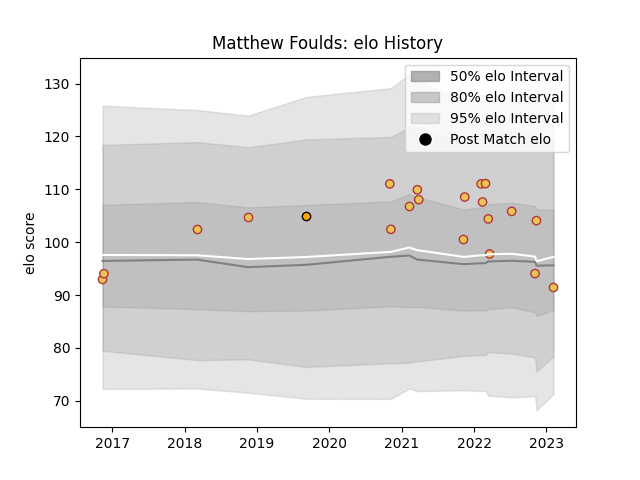 Matthew Foulds: elo History
50% elo Interval
80% elo Interval
95% elo Interval
Post Match elo
elo score
130
120
110
100
90
80
70
2017 2018 2019 2020 2021 2022 2023